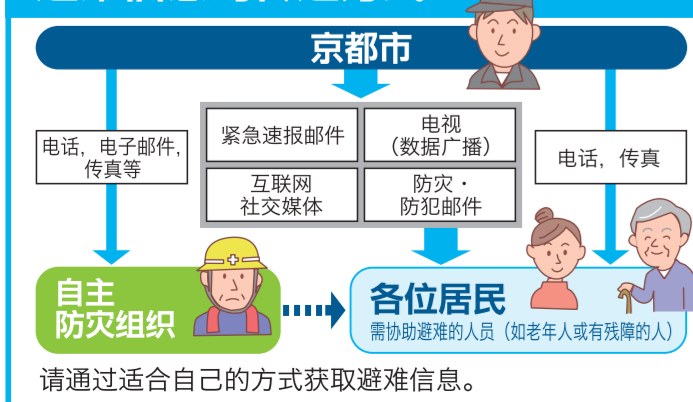 京都市
电话，电子邮件，
传真等
紧急速报邮件
电视
（数据广播）
互联网
社交媒体
防灾・
防犯邮件
电话，传真
自主
防灾组织
各位居民
需协助避难的人员（如老年人或有残障的人）
请通过适合自己的方式获取避难信息。